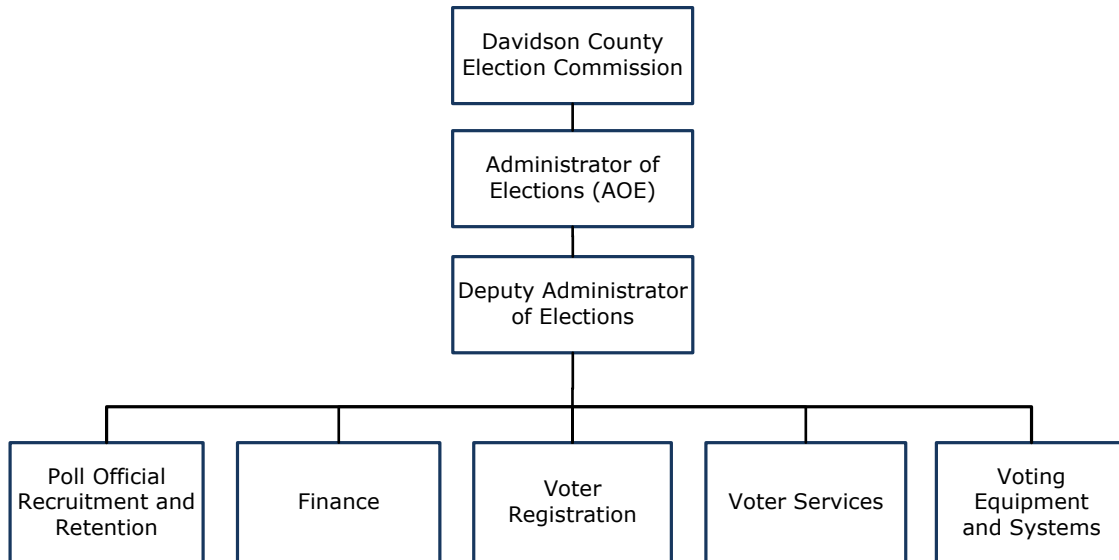 Davidson County
Election Commission
Administrator of
Elections (AOE)
Deputy Administrator
of Elections
Poll Official
Recruitment and
Retention
Finance
Voter
Registration
Voter Services
Voting
Equipment
and Systems